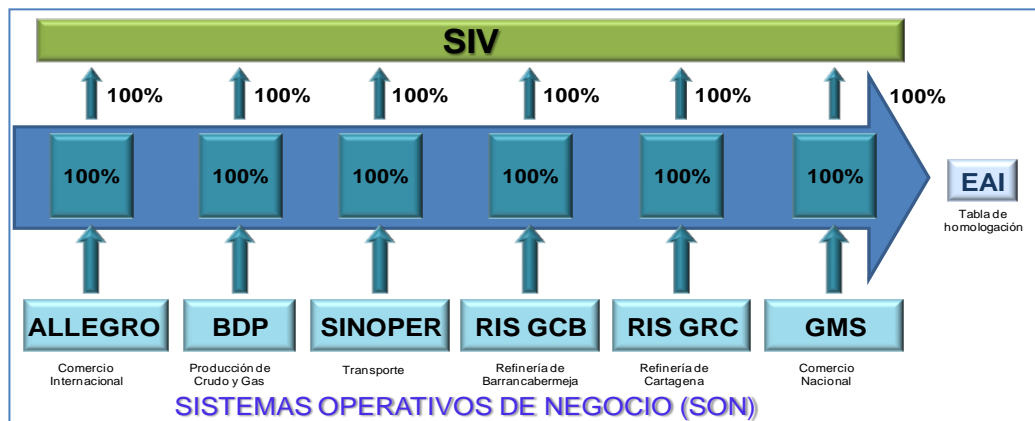 SIV
100% 100% 100% 100% 100% 100%
100% 100% 100% 100% 100% 100%
EAI
Tabla de
homologación
ALLEGRO BDP SINOPER RIS GCB RIS GRC GMS
Comercio
Internacional
Producción de
Crudo y Gas
Transporte
Refinería de
Barrancabermeja
Refinería de
Cartagena
Comercio
Nacional
SISTEMAS OPERATIVOS DE NEGOCIO (SON)